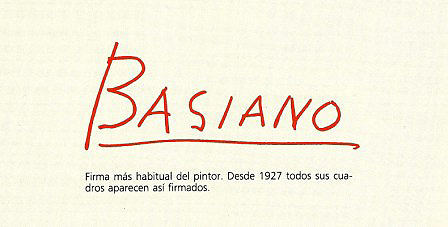 BASIANO
Firma más habitual del pintor. Desde 1927 todos sus cua-
dros aparecen así firmados.